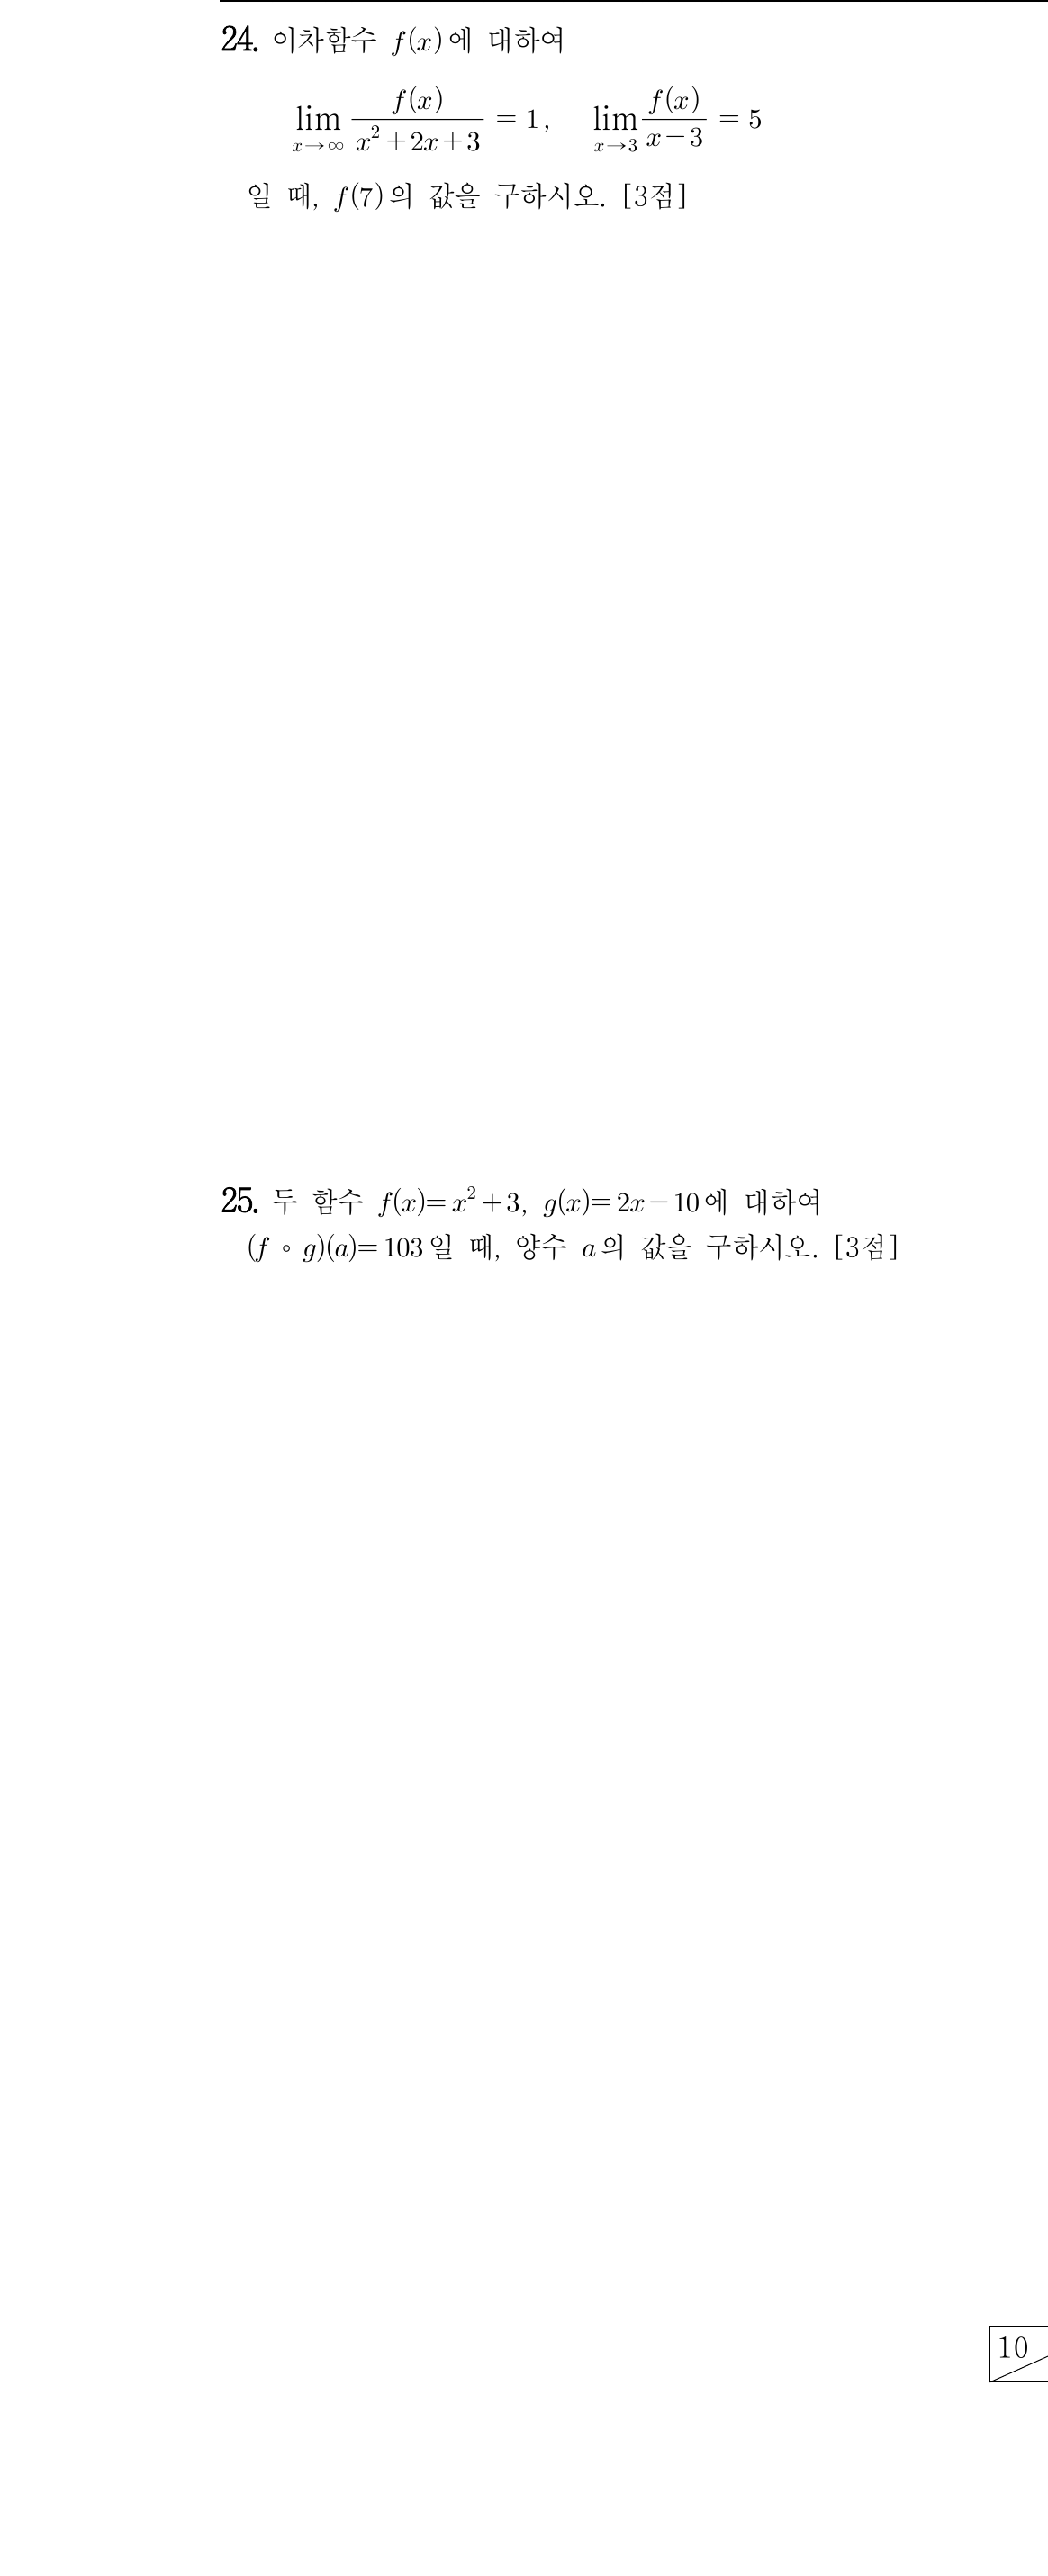 24. 이차함수 f(x)에 대하여
lim_{x→∞} f(x)/(x²+2x+3) = 1, lim_{x→3} f(x)/(x−3) = 5
일 때, f(7)의 값을 구하시오. [3점]
25. 두 함수 f(x)=x²+3, g(x)=2x−10에 대하여
(f ∘ g)(a)=103일 때, 양수 a의 값을 구하시오. [3점]
10